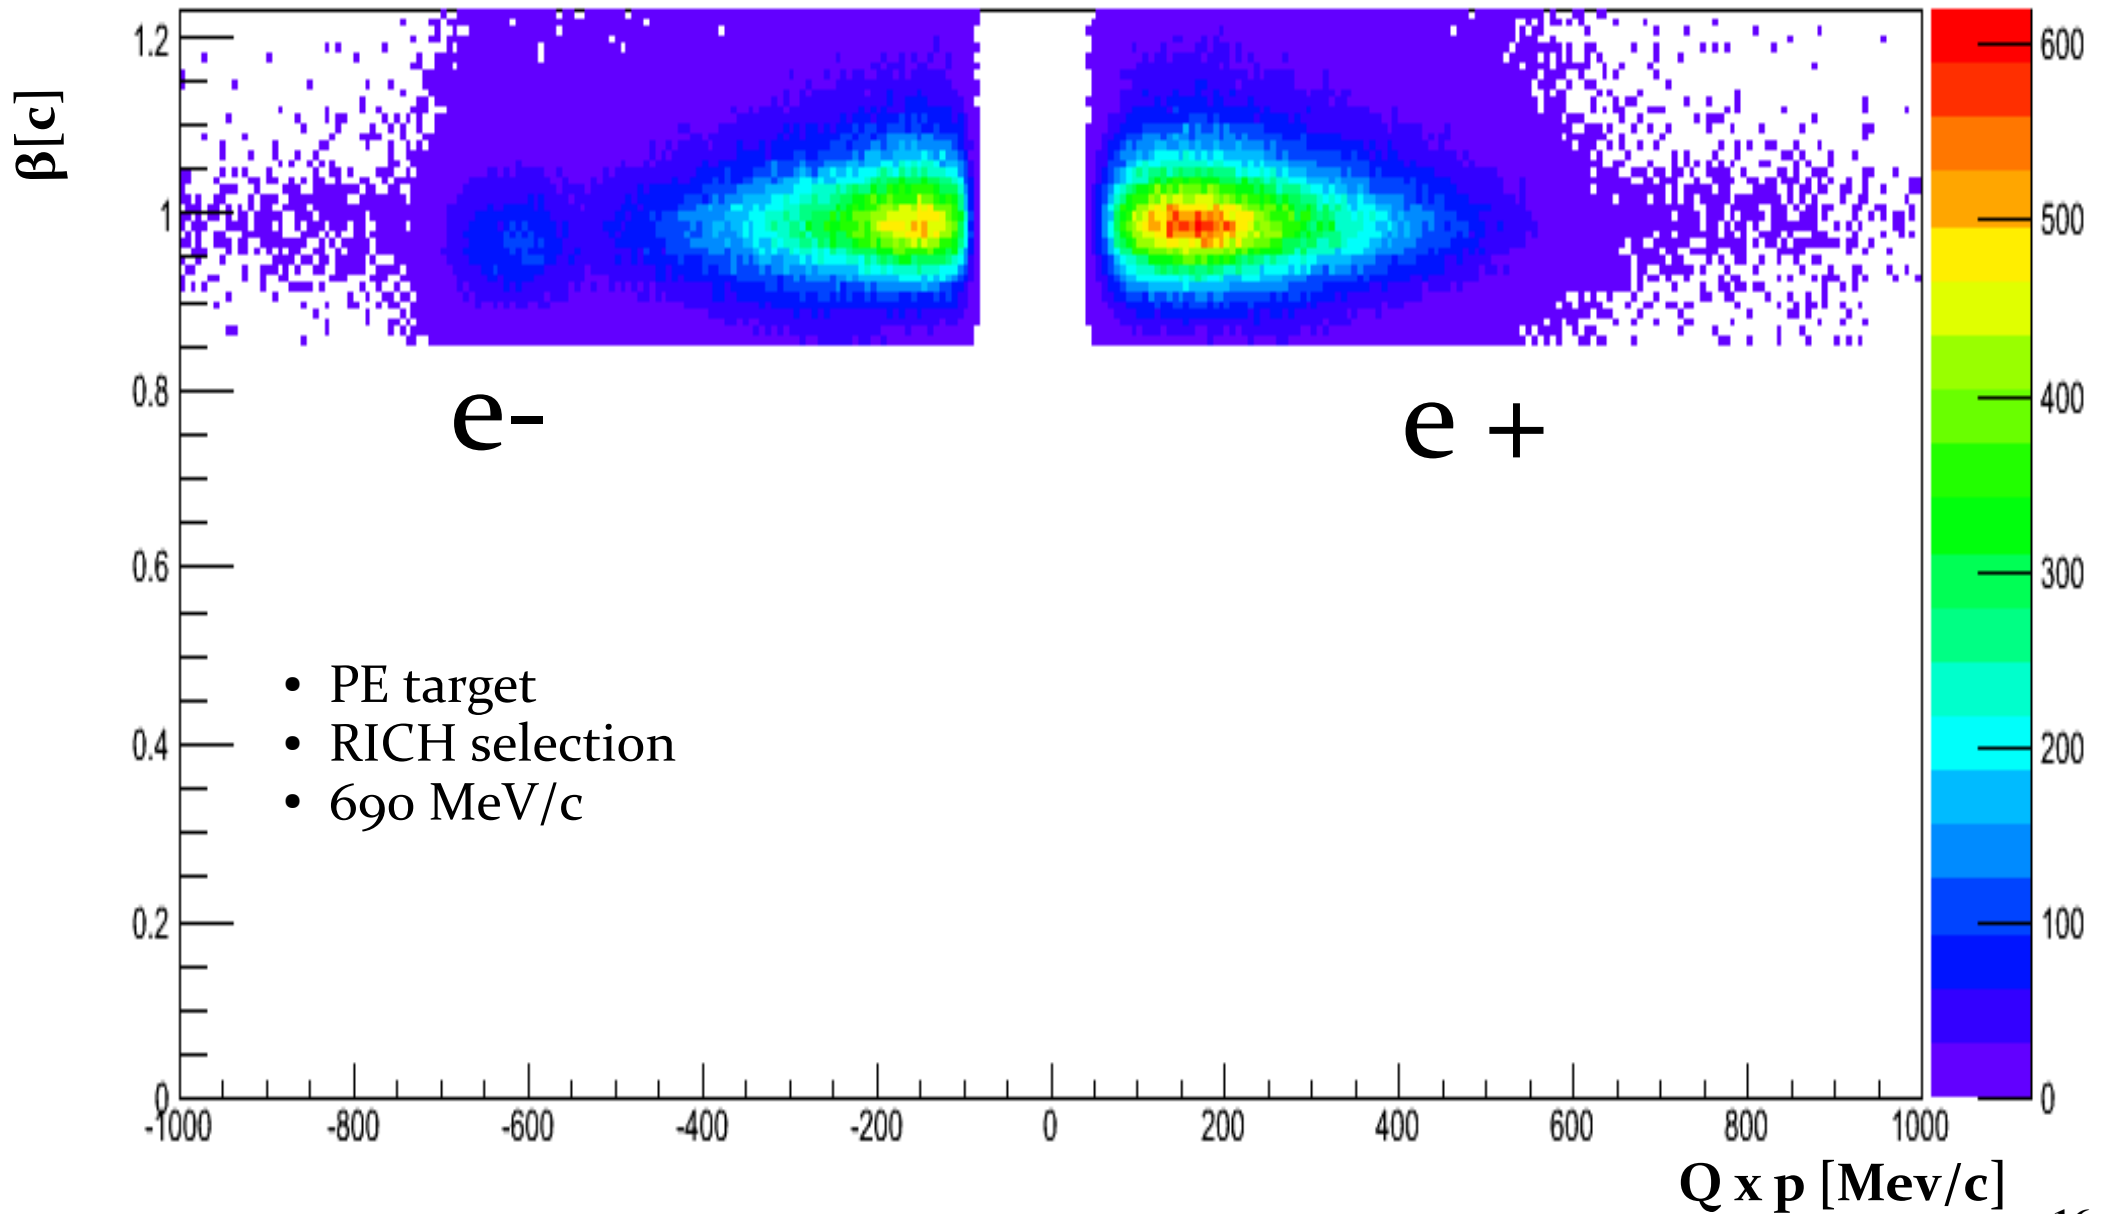 β[c]
1.2
1
0.8
0.6
0.4
0.2
0
e-
e +
• PE target
• RICH selection
• 690 MeV/c
600
500
400
300
200
100
0
-1000 -800 -600 -400 -200 0 200 400 600 800 1000
Q x p [Mev/c]